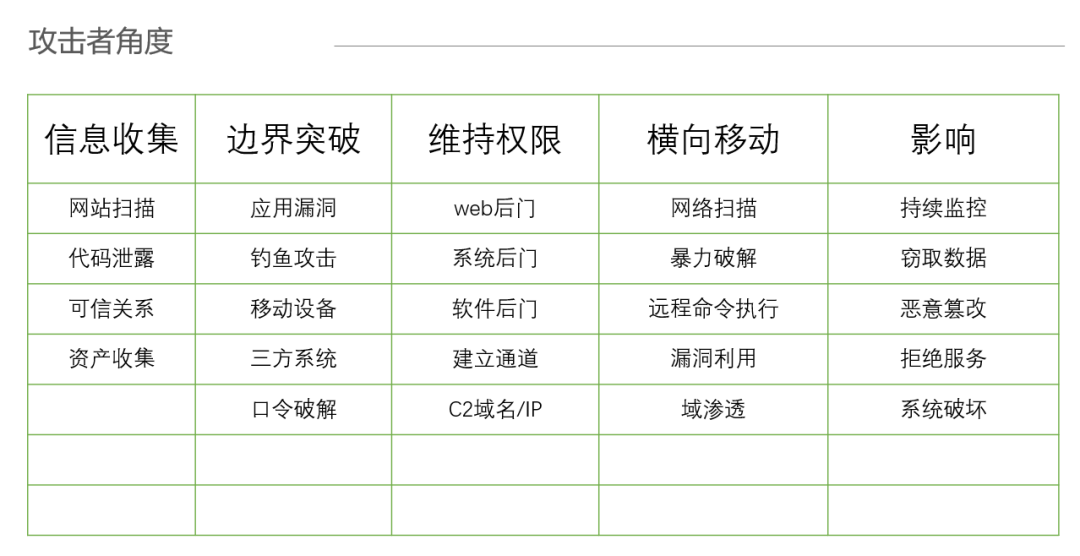 攻击者角度
信息收集 边界突破 维持权限 横向移动 影响
网站扫描 应用漏洞 web后门 网络扫描 持续监控
代码泄露 钓鱼攻击 系统后门 暴力破解 窃取数据
可信关系 移动设备 软件后门 远程命令执行 恶意篡改
资产收集 三方系统 建立通道 漏洞利用 拒绝服务
口令破解 C2域名/IP 域渗透 系统破坏